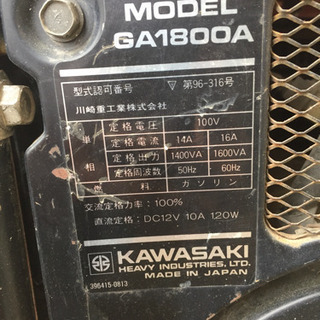 MODEL
GA1800A
型式認可番号 ▽ 第96-316号
川崎重工業株式会社
定格電圧 100V
単 定格電流 14A 16A
相 定格出力 1400VA 1600VA
定格周波数 50Hz 60Hz
燃料 ガソリン
交流定格力率: 100%
直流定格: DC12V 10A 120W
KAWASAKI
HEAVY INDUSTRIES, LTD.
MADE IN JAPAN
396415-0813